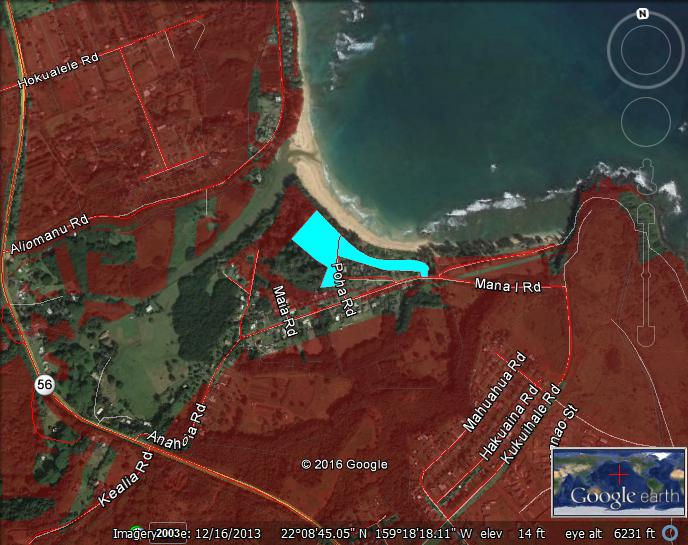 N
Hokualele Rd
Aliomanu Rd
Mana I Rd
Poha Rd
Maia Rd
56
Mahuahua Rd
Hakuaina Rd
Kukuihale Rd
Kealia Rd
© 2016 Google
Google earth
2003
12/16/2013 22°08'45.05" N 159°18'18.11" W elev 14 ft eye alt 6231 ft